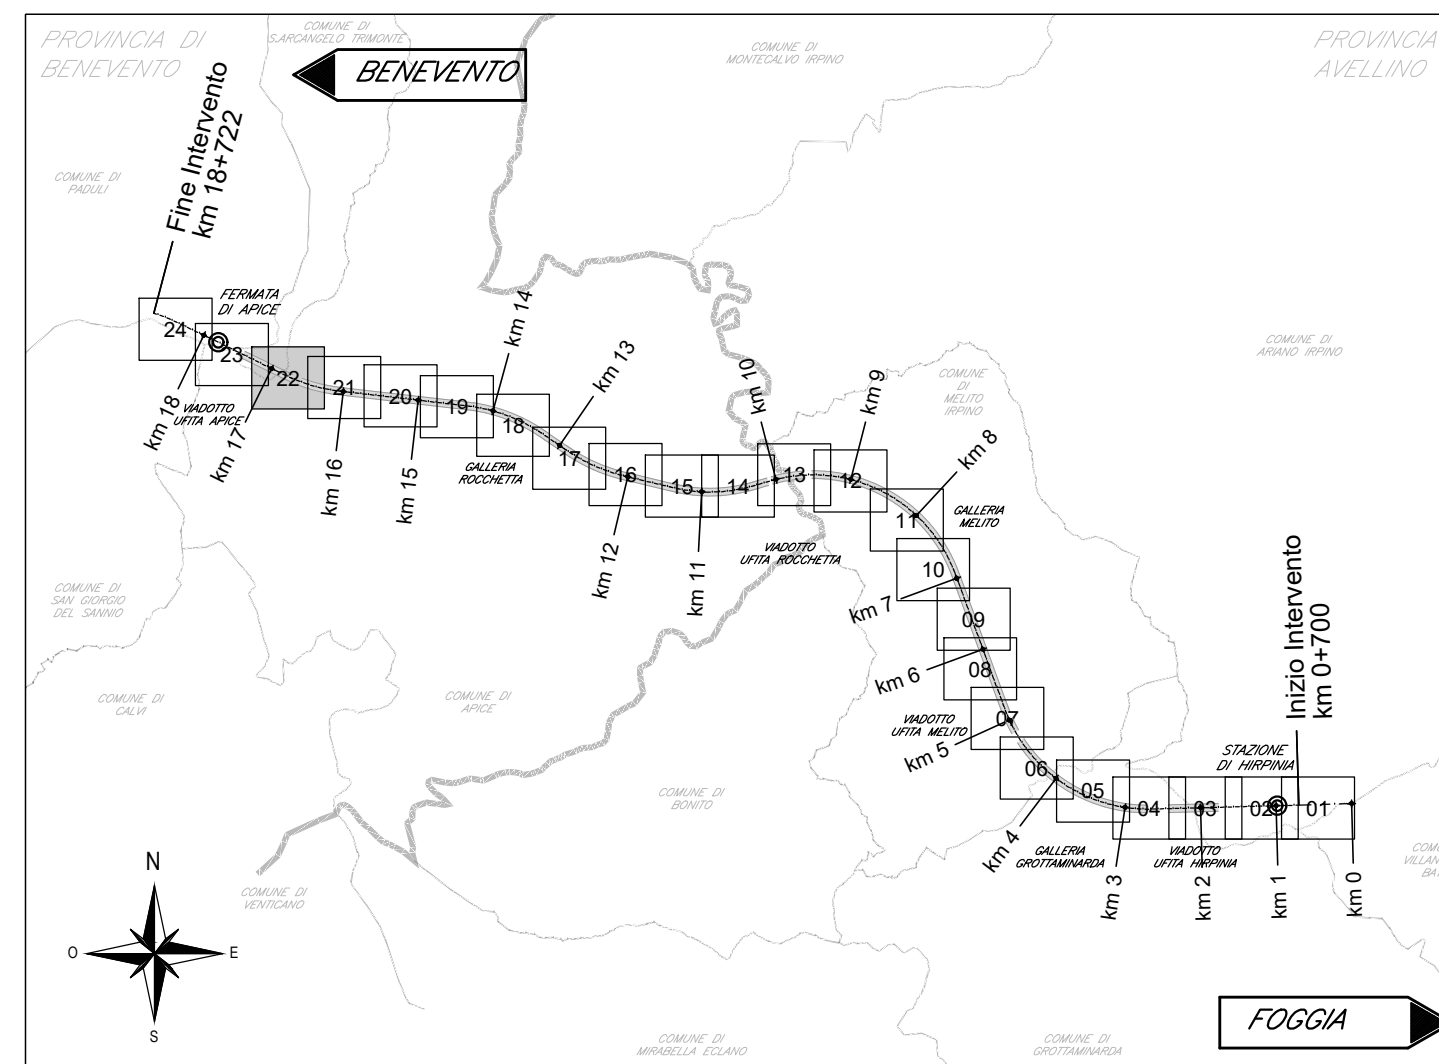 PROVINCIA DI
BENEVENTO
COMUNE DI
S.ARCANGELO TRIMONTE
BENEVENTO
COMUNE DI
MONTECALVO IRPINO
PROVINCIA
AVELLINO
Fine Intervento
km 18+722
COMUNE DI
PADULI
FERMATA
DI APICE
24
23
22
21
20
19
18
17
16
15
14
13
12
11
10
09
08
07
06
05
04
03
02
01
km 18
km 17
km 16
km 15
km 14
km 13
km 12
km 11
km 10
km 9
km 8
km 7
km 6
km 5
km 4
km 3
km 2
km 1
km 0
VIADOTTO
UFITA APICE
GALLERIA
ROCCHETTA
VIADOTTO
UFITA ROCCHETTA
GALLERIA
MELITO
COMUNE
DI
MELITO
IRPINO
COMUNE DI
ARIANO IRPINO
Inizio Intervento
km 0+700
COMUNE DI
SAN GIORGIO
DEL SANNIO
COMUNE DI
CALVI
COMUNE DI
APICE
VIADOTTO
UFITA MELITO
STAZIONE
DI HIRPINIA
COMUNE DI
BONITO
GALLERIA
GROTTAMINARDA
VIADOTTO
UFITA HIRPINIA
COMUNE DI
VENTICANO
N
O
E
S
FOGGIA
COMUNE DI
MIRABELLA ECLANO
COMUNE DI
GROTTAMINARDA